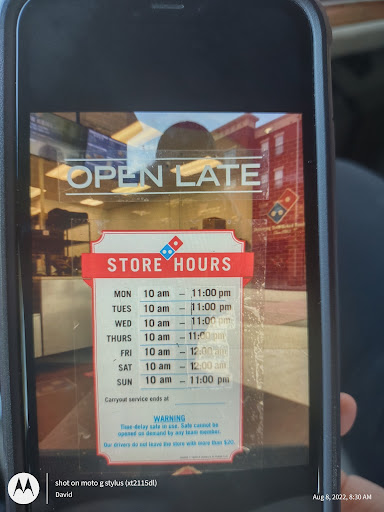 OPEN LATE
STORE HOURS
MON 10 am – 11:00 pm
TUES 10 am – 11:00 pm
WED 10 am – 11:00 pm
THURS 10 am – 11:00 pm
FRI 10 am – 12:00 am
SAT 10 am – 12:00 am
SUN 10 am – 11:00 pm
Carryout service ends at
WARNING
Time-delay safe in use. Safe cannot be
opened on demand by any team member.
Our drivers do not leave the store with more than $20.
shot on moto g stylus (xt2115dl)
David
Aug 8, 2022, 8:30 AM